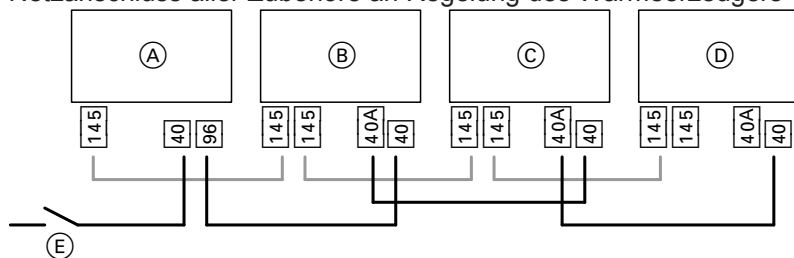 Netzanschluss aller Zubehöre an Regelung des Wärmeerzeugers
A B C D
145 40 96 145 145 40A 40 145 145 40A 40 145 145 40A 40
E